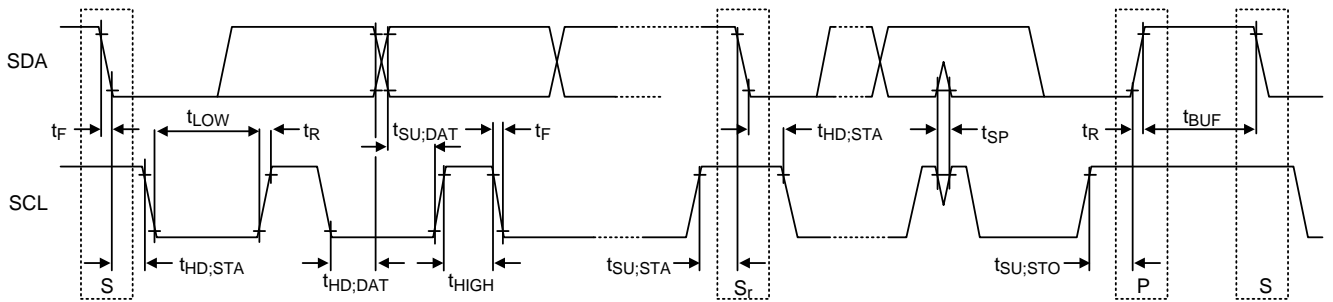 SDA
tF tLOW tR tSU;DAT tF tHD;STA tSP tR tBUF
SCL
tHD;STA tHD;DAT tHIGH tSU;STA tSU;STO
S Sr P S